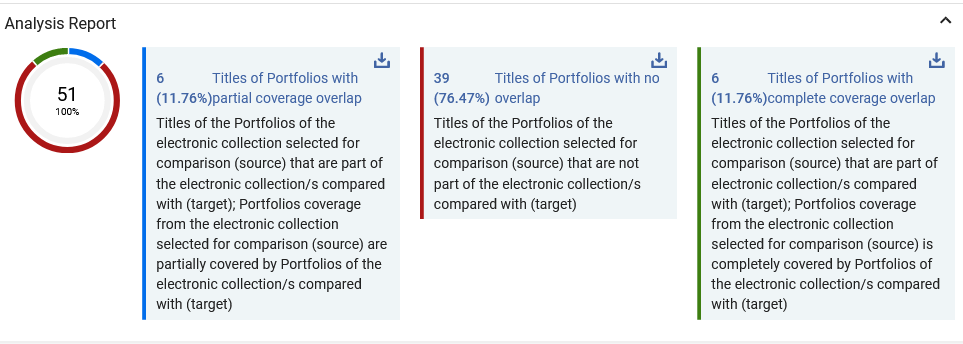 Analysis Report
51
100%
6 Titles of Portfolios with
(11.76%)partial coverage overlap
Titles of the Portfolios of the
electronic collection selected for
comparison (source) that are part of
the electronic collection/s compared
with (target); Portfolios coverage
from the electronic collection
selected for comparison (source) are
partially covered by Portfolios of the
electronic collection/s compared
with (target)
39 Titles of Portfolios with no
(76.47%) overlap
Titles of the Portfolios of the
electronic collection selected for
comparison (source) that are not
part of the electronic collection/s
compared with (target)
6 Titles of Portfolios with
(11.76%)complete coverage overlap
Titles of the Portfolios of the
electronic collection selected for
comparison (source) that are part of
electronic collection/s compared
with (target); Portfolios coverage
from the electronic collection
selected for comparison (source) is
completely covered by Portfolios of
the electronic collection/s compared
with (target)